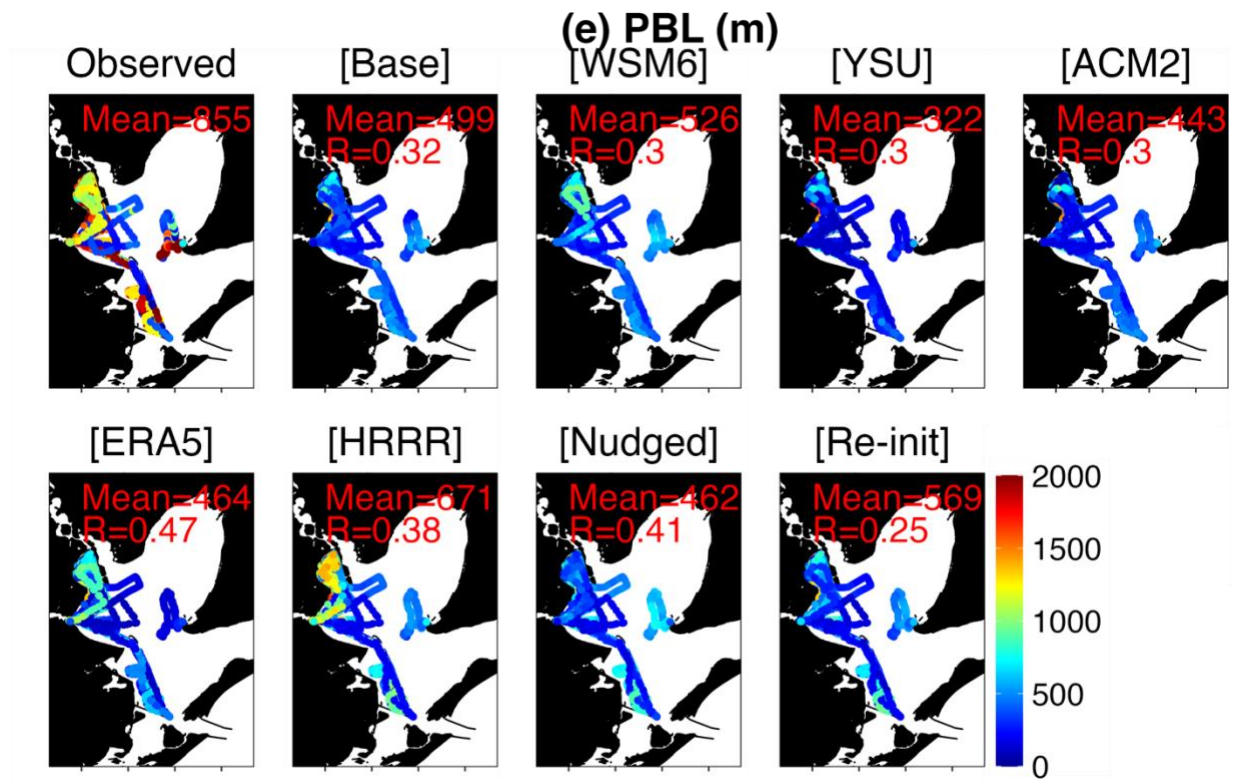 (e) PBL (m)
Observed [Base] [WSM6] [YSU] [ACM2]
Mean=855 Mean=499 Mean=526 Mean=322 Mean=443
R=0.32 R=0.3 R=0.3 R=0.3
[ERA5] [HRRR] [Nudged] [Re-init]
Mean=464 Mean=671 Mean=462 Mean=569
R=0.47 R=0.38 R=0.41 R=0.25
2000
1500
1000
500
0